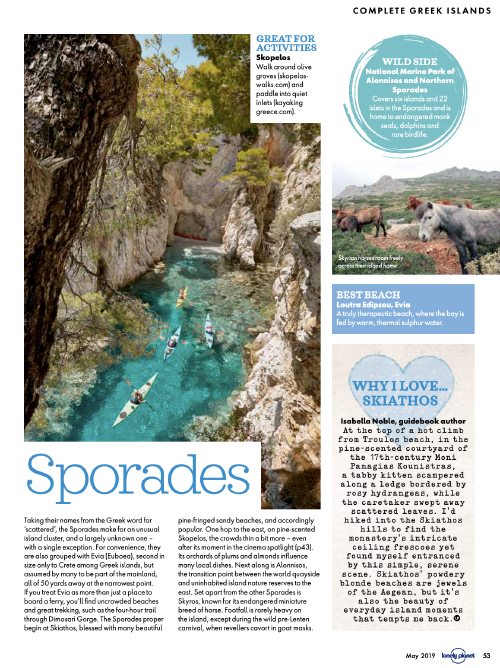 COMPLETE GREEK ISLANDS
GREAT FOR
ACTIVITIES
Skopelos
Walk around olive
groves (skopelos-
walks.com) and
paddle into quiet
inlets (kayaking
greece.com).
WILD SIDE
National Marine Park of
Alonnisos and Northern
Sporades
Covers six islands and 22
islets in the Sporades and is
home to endangered monk
seals, dolphins and
rare birdlife.
Skyrian horses roam freely
across their island home
BEST BEACH
Loutra Edipsou, Evia
A truly therapeutic beach, where the bay is
fed by warm, thermal sulphur water.
WHY I LOVE...
SKIATHOS
Isabella Noble, guidebook author
At the top of a hot climb
from Troulos beach, in the
pine-scented courtyard of
the 17th-century Moni
Panagias Kounistras,
a tabby kitten scampered
along a ledge bordered by
rosy hydrangeas, while
the caretaker swept away
scattered leaves. I'd
hiked into the Skiathos
hills to find the
monastery's intricate
ceiling frescoes yet
found myself entranced
by this simple, serene
scene. Skiathos' powdery
blonde beaches are jewels
of the Aegean, but it's
also the beauty of
everyday island moments
that tempts me back.
Sporades
Taking their names from the Greek word for
'scattered', the Sporades make for an unusual
island cluster, and a largely unknown one –
with a single exception. For convenience, they
are also grouped with Evia (Euboea), second in
size only to Crete among Greek islands, but
assumed by many to be part of the mainland,
all of 50 yards away at the narrowest point.
If you treat Evia as more than just a place to
board a ferry, you'll find uncrowded beaches
and great trekking, such as the four-hour trail
through Dimosari Gorge. The Sporades proper
begin at Skiathos, blessed with many beautiful
pine-fringed sandy beaches, and accordingly
popular. One hop to the east, on pine-scented
Skopelos, the crowds thin a bit more – even
after its moment in the cinema spotlight (p43).
Its orchards of plums and almonds influence
many local dishes. Next along is Alonnisos,
the transition point between the world quayside
and uninhabited island nature reserves to the
east. Set apart from the other Sporades is
Skyros, known for its endangered miniature
breed of horse. Footfall is rarely heavy on
the island, except during the wild pre-Lenten
carnival, when revellers cavort in goat masks.
May 2019 lonely planet 53